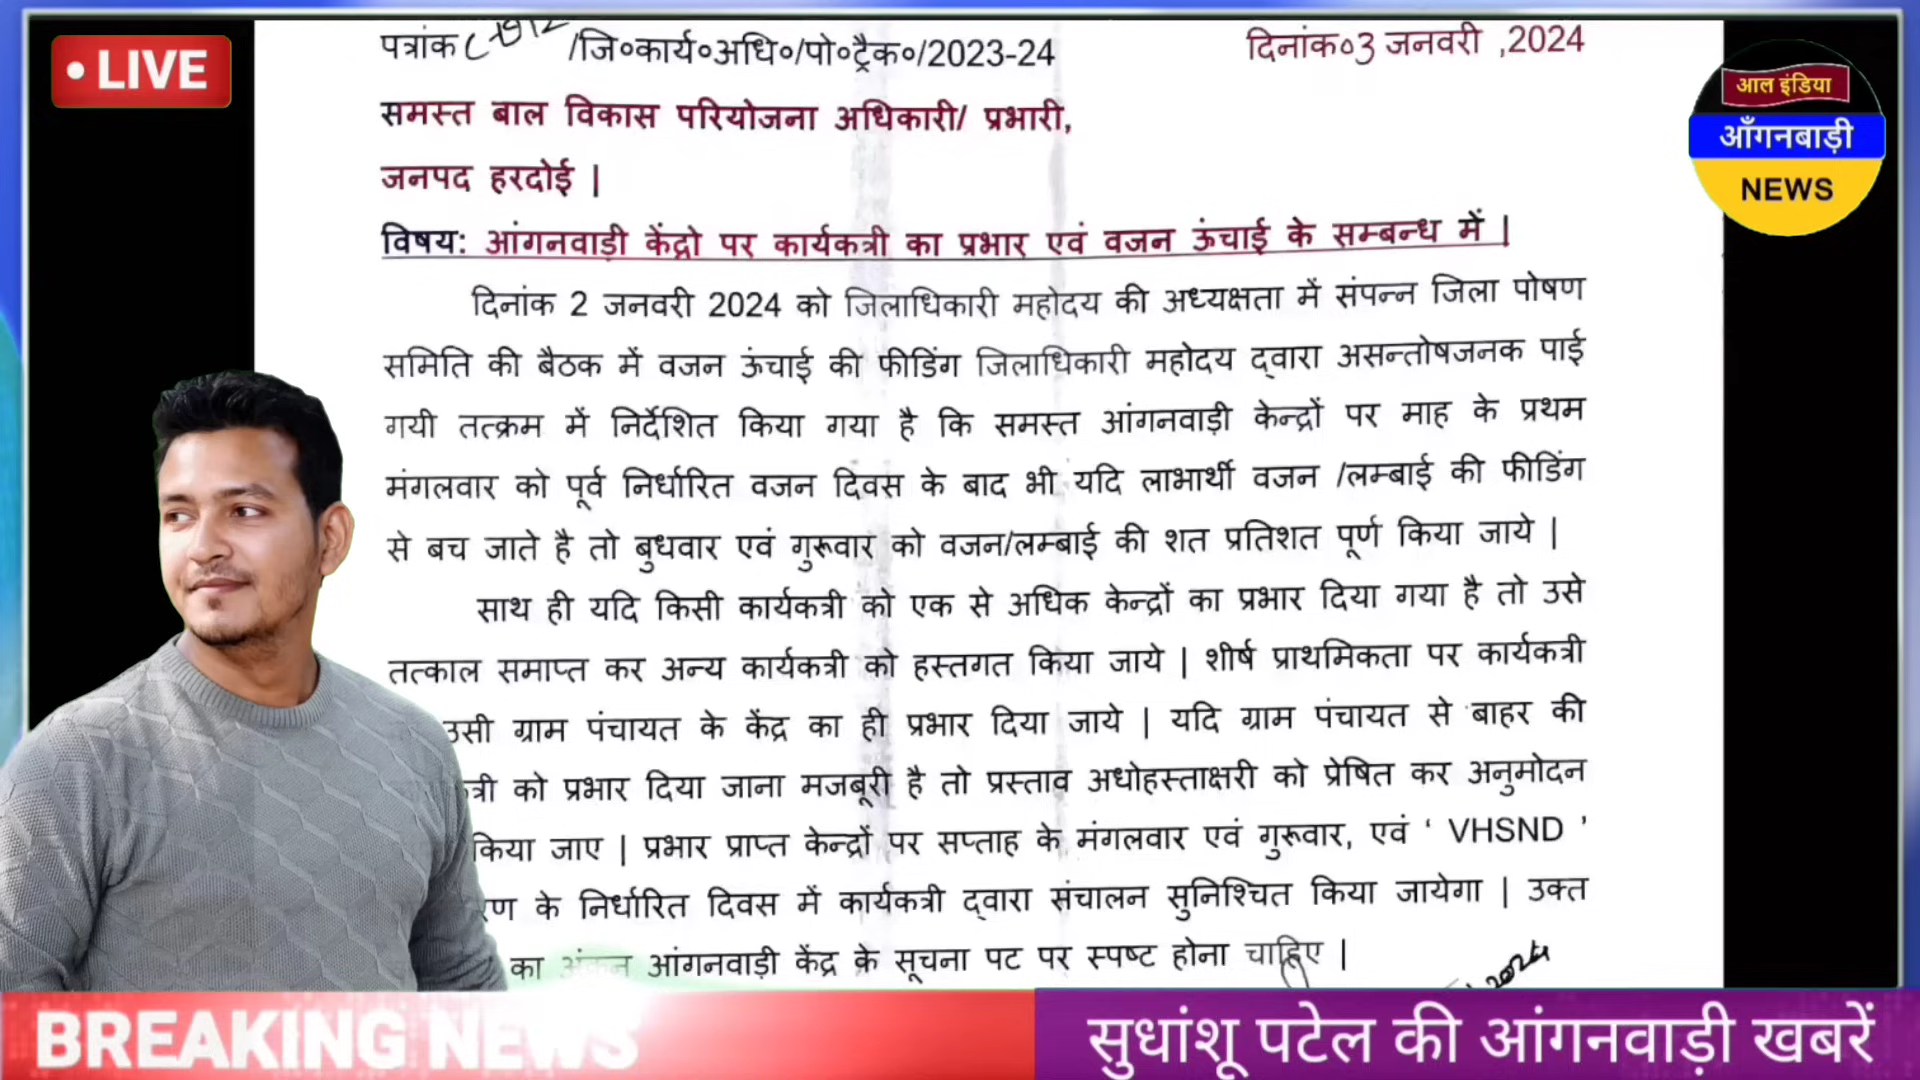 LIVE
पत्रांक /जि०कार्य०अधि०/पो०ट्रैक०/2023-24
दिनांक०3 जनवरी ,2024
आल इंडिया
आँगनबाड़ी
NEWS
समस्त बाल विकास परियोजना अधिकारी/ प्रभारी,
जनपद हरदोई |
विषय: आंगनवाड़ी केंद्रो पर कार्यकत्री का प्रभार एवं वजन ऊंचाई के सम्बन्ध में |
दिनांक 2 जनवरी 2024 को जिलाधिकारी महोदय की अध्यक्षता में संपन्न जिला पोषण
समिति की बैठक में वजन ऊंचाई की फीडिंग जिलाधिकारी महोदय द्वारा असन्तोषजनक पाई
गयी तत्क्रम में निर्देशित किया गया है कि समस्त आंगनवाड़ी केन्द्रों पर माह के प्रथम
मंगलवार को पूर्व निर्धारित वजन दिवस के बाद भी यदि लाभार्थी वजन /लम्बाई की फीडिंग
से बच जाते है तो बुधवार एवं गुरूवार को वजन/लम्बाई की शत प्रतिशत पूर्ण किया जाये |
साथ ही यदि किसी कार्यकत्री को एक से अधिक केन्द्रों का प्रभार दिया गया है तो उसे
तत्काल समाप्त कर अन्य कार्यकत्री को हस्तगत किया जाये | शीर्ष प्राथमिकता पर कार्यकत्री
उसी ग्राम पंचायत के केंद्र का ही प्रभार दिया जाये | यदि ग्राम पंचायत से बाहर की
त्री को प्रभार दिया जाना मजबूरी है तो प्रस्ताव अधोहस्ताक्षरी को प्रेषित कर अनुमोदन
किया जाए | प्रभार प्राप्त केन्द्रों पर सप्ताह के मंगलवार एवं गुरूवार, एवं ‘ VHSND ’
रण के निर्धारित दिवस में कार्यकत्री द्वारा संचालन सुनिश्चित किया जायेगा | उक्त
का अंकन आंगनवाड़ी केंद्र के सूचना पट पर स्पष्ट होना चाहिए |
BREAKING NEWS
सुधांशू पटेल की आंगनवाड़ी खबरें